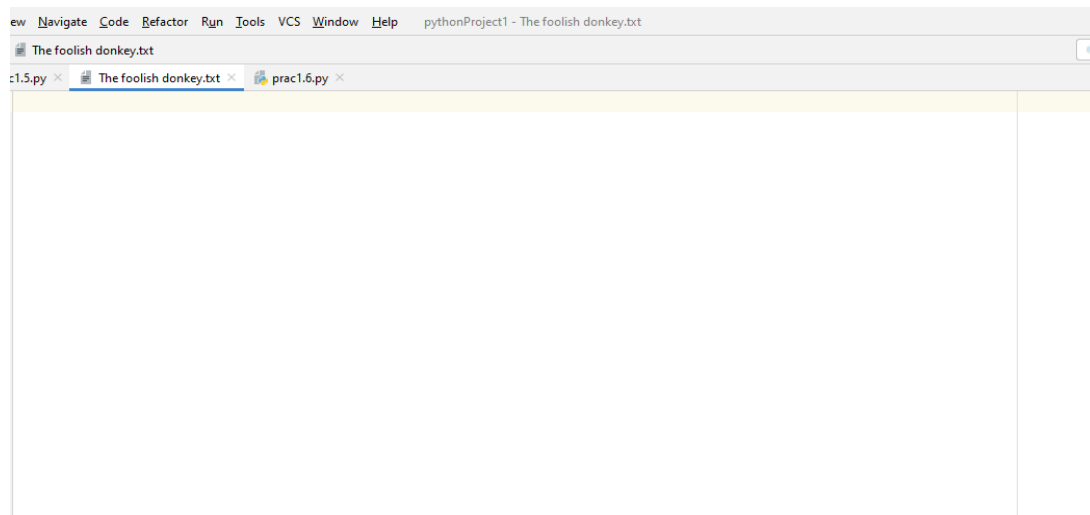 ew Navigate Code Refactor Run Tools VCS Window Help pythonProject1 - The foolish donkey.txt
The foolish donkey.txt
c1.5.py The foolish donkey.txt prac1.6.py